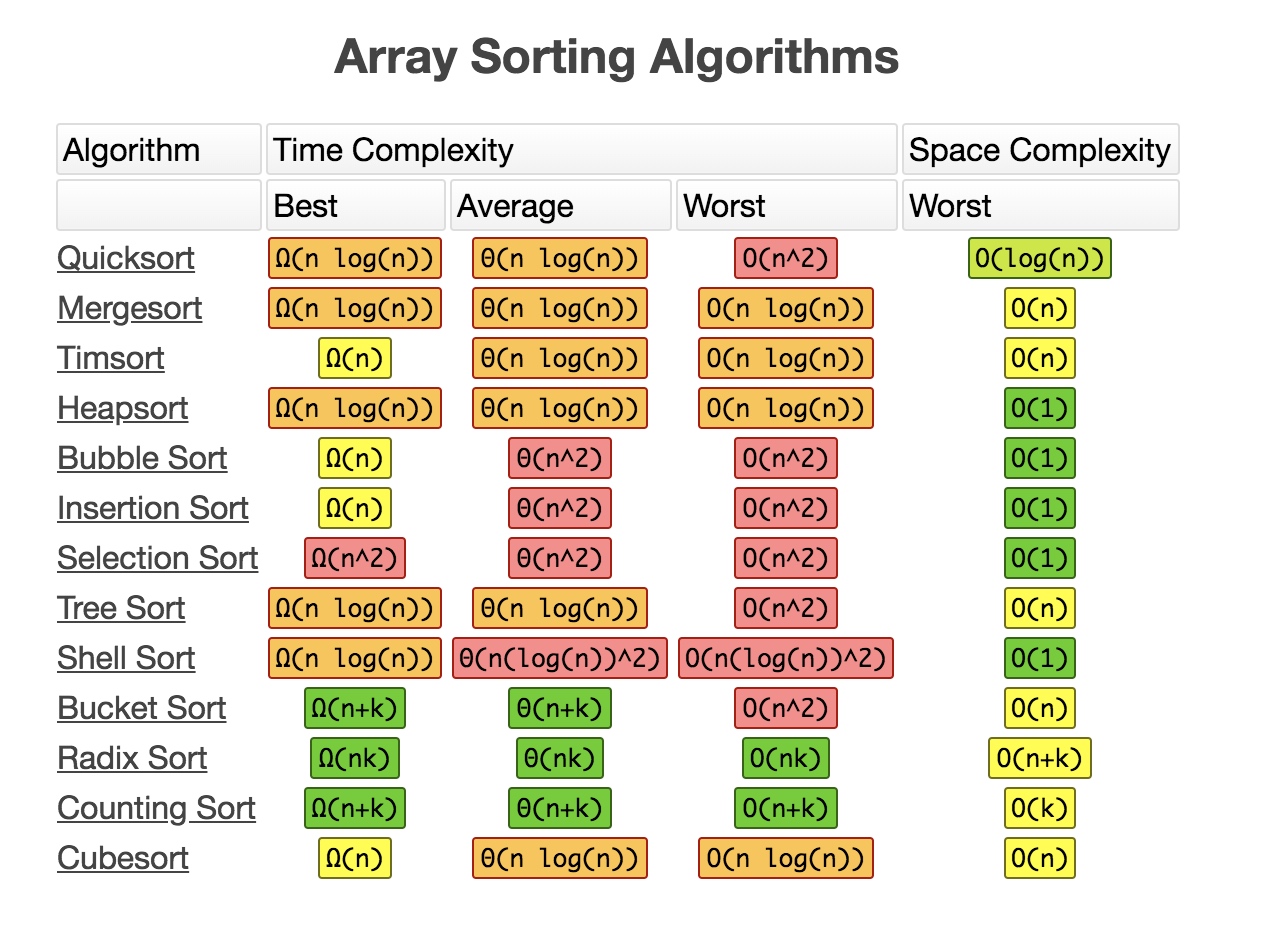 Array Sorting Algorithms
Algorithm Time Complexity Space Complexity
Best Average Worst Worst
Quicksort Ω(n log(n)) Θ(n log(n)) O(n^2) O(log(n))
Mergesort Ω(n log(n)) Θ(n log(n)) O(n log(n)) O(n)
Timsort Ω(n) Θ(n log(n)) O(n log(n)) O(n)
Heapsort Ω(n log(n)) Θ(n log(n)) O(n log(n)) O(1)
Bubble Sort Ω(n) Θ(n^2) O(n^2) O(1)
Insertion Sort Ω(n) Θ(n^2) O(n^2) O(1)
Selection Sort Ω(n^2) Θ(n^2) O(n^2) O(1)
Tree Sort Ω(n log(n)) Θ(n log(n)) O(n^2) O(n)
Shell Sort Ω(n log(n)) Θ(n(log(n))^2) O(n(log(n))^2) O(1)
Bucket Sort Ω(n+k) Θ(n+k) O(n^2) O(n)
Radix Sort Ω(nk) Θ(nk) O(nk) O(n+k)
Counting Sort Ω(n+k) Θ(n+k) O(n+k) O(k)
Cubesort Ω(n) Θ(n log(n)) O(n log(n)) O(n)